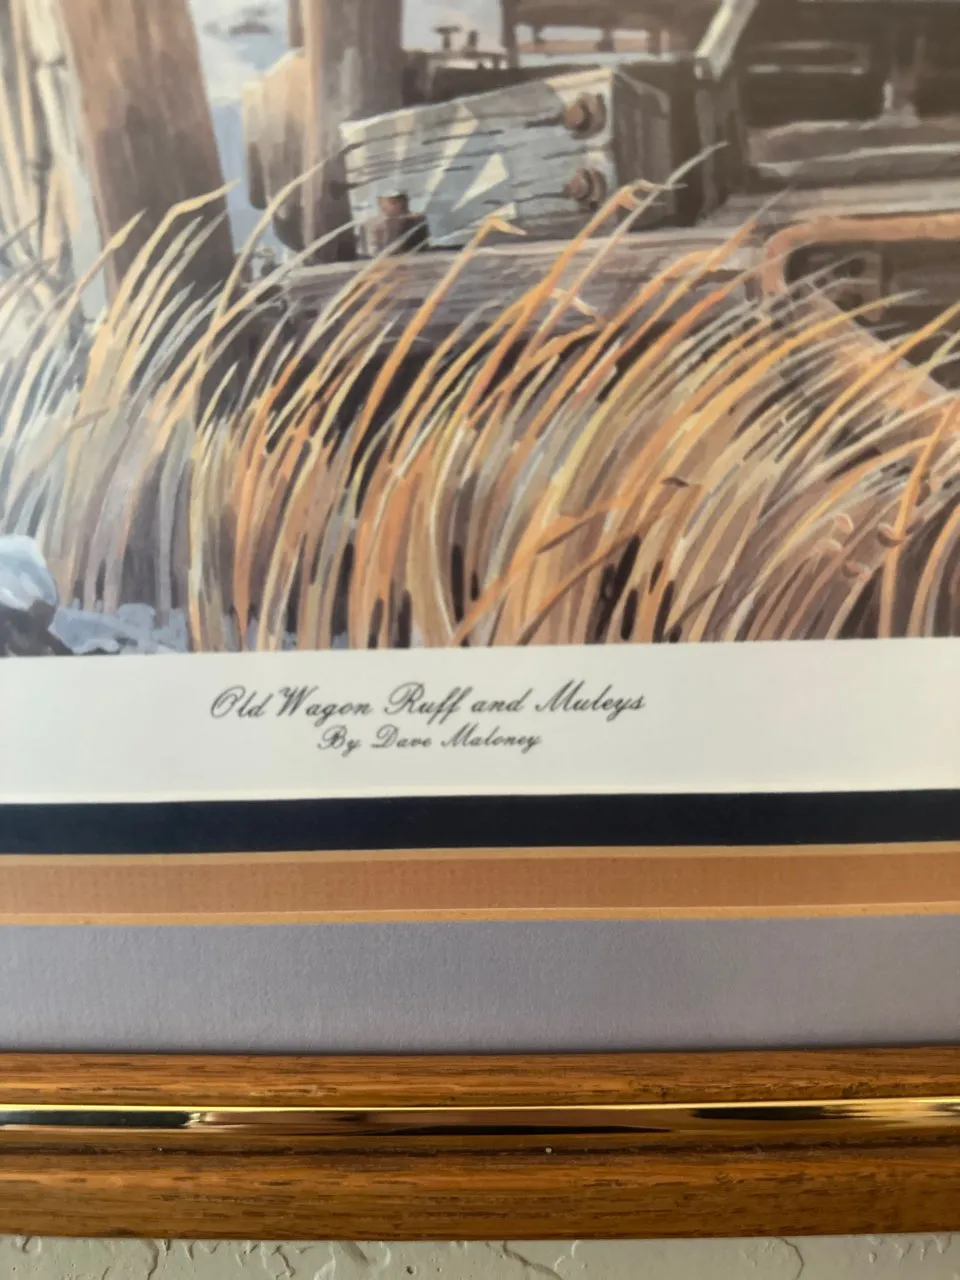 Old Wagon Ruff and Muleys
By Dave Maloney